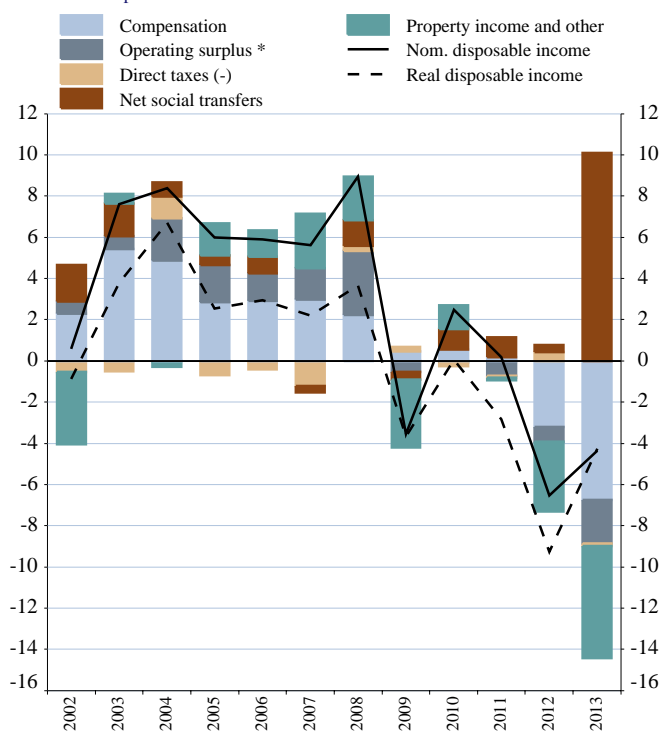 Compensation
Operating surplus *
Direct taxes (-)
Net social transfers
Property income and other
Nom. disposable income
Real disposable income
12 12
10 10
8 8
6 6
4 4
2 2
0 0
-2 -2
-4 -4
-6 -6
-8 -8
-10 -10
-12 -12
-14 -14
-16 -16
2002 2003 2004 2005 2006 2007 2008 2009 2010 2011 2012 2013